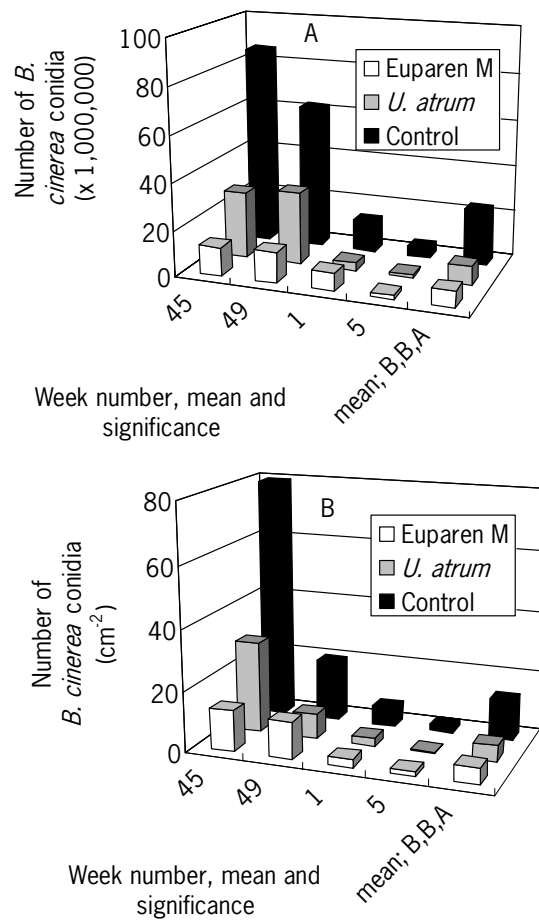 A
100
80
60
40
20
0
Number of B.
cinerea conidia
(x 1,000,000)
Euparen M
U. atrum
Control
45
49
1
5
mean; B,B,A
Week number, mean and
significance
B
80
60
40
20
0
Number of
B. cinerea conidia
(cm-2)
Euparen M
U. atrum
Control
45
49
1
5
mean; B,B,A
Week number, mean and
significance